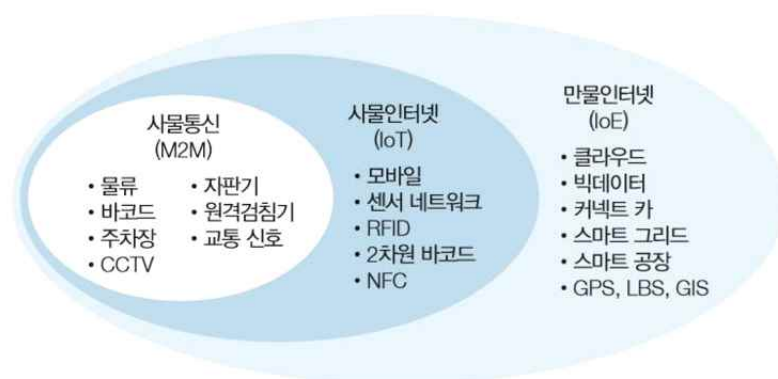 사물통신
(M2M)
• 물류
• 바코드
• 주차장
• CCTV
• 자판기
• 원격검침기
• 교통 신호
사물인터넷
(IoT)
• 모바일
• 센서 네트워크
• RFID
• 2차원 바코드
• NFC
만물인터넷
(IoE)
• 클라우드
• 빅데이터
• 커넥트 카
• 스마트 그리드
• 스마트 공장
• GPS, LBS, GIS